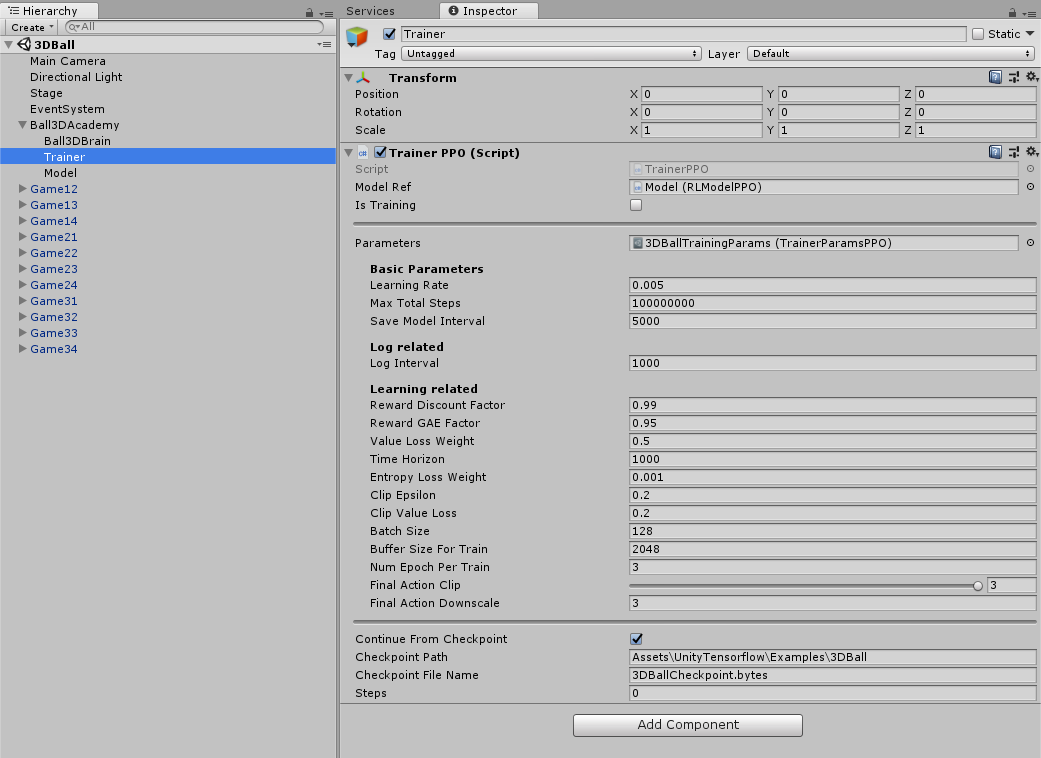 Hierarchy
Create
All
3DBall
Main Camera
Directional Light
Stage
EventSystem
Ball3DAcademy
Ball3DBrain
Trainer
Model
Game12
Game13
Game14
Game21
Game22
Game23
Game24
Game31
Game32
Game33
Game34
Services Inspector
Trainer Static
Tag Untagged Layer Default
Transform
Position X 0 Y 0 Z 0
Rotation X 0 Y 0 Z 0
Scale X 1 Y 1 Z 1
c# Trainer PPO (Script)
Script TrainerPPO
Model Ref Model (RLModelPPO)
Is Training
Parameters 3DBallTrainingParams (TrainerParamsPPO)
Basic Parameters
Learning Rate 0.005
Max Total Steps 100000000
Save Model Interval 5000
Log related
Log Interval 1000
Learning related
Reward Discount Factor 0.99
Reward GAE Factor 0.95
Value Loss Weight 0.5
Time Horizon 1000
Entropy Loss Weight 0.001
Clip Epsilon 0.2
Clip Value Loss 0.2
Batch Size 128
Buffer Size For Train 2048
Num Epoch Per Train 3
Final Action Clip 3
Final Action Downscale 3
Continue From Checkpoint
Checkpoint Path Assets\UnityTensorflow\Examples\3DBall
Checkpoint File Name 3DBallCheckpoint.bytes
Steps 0
Add Component